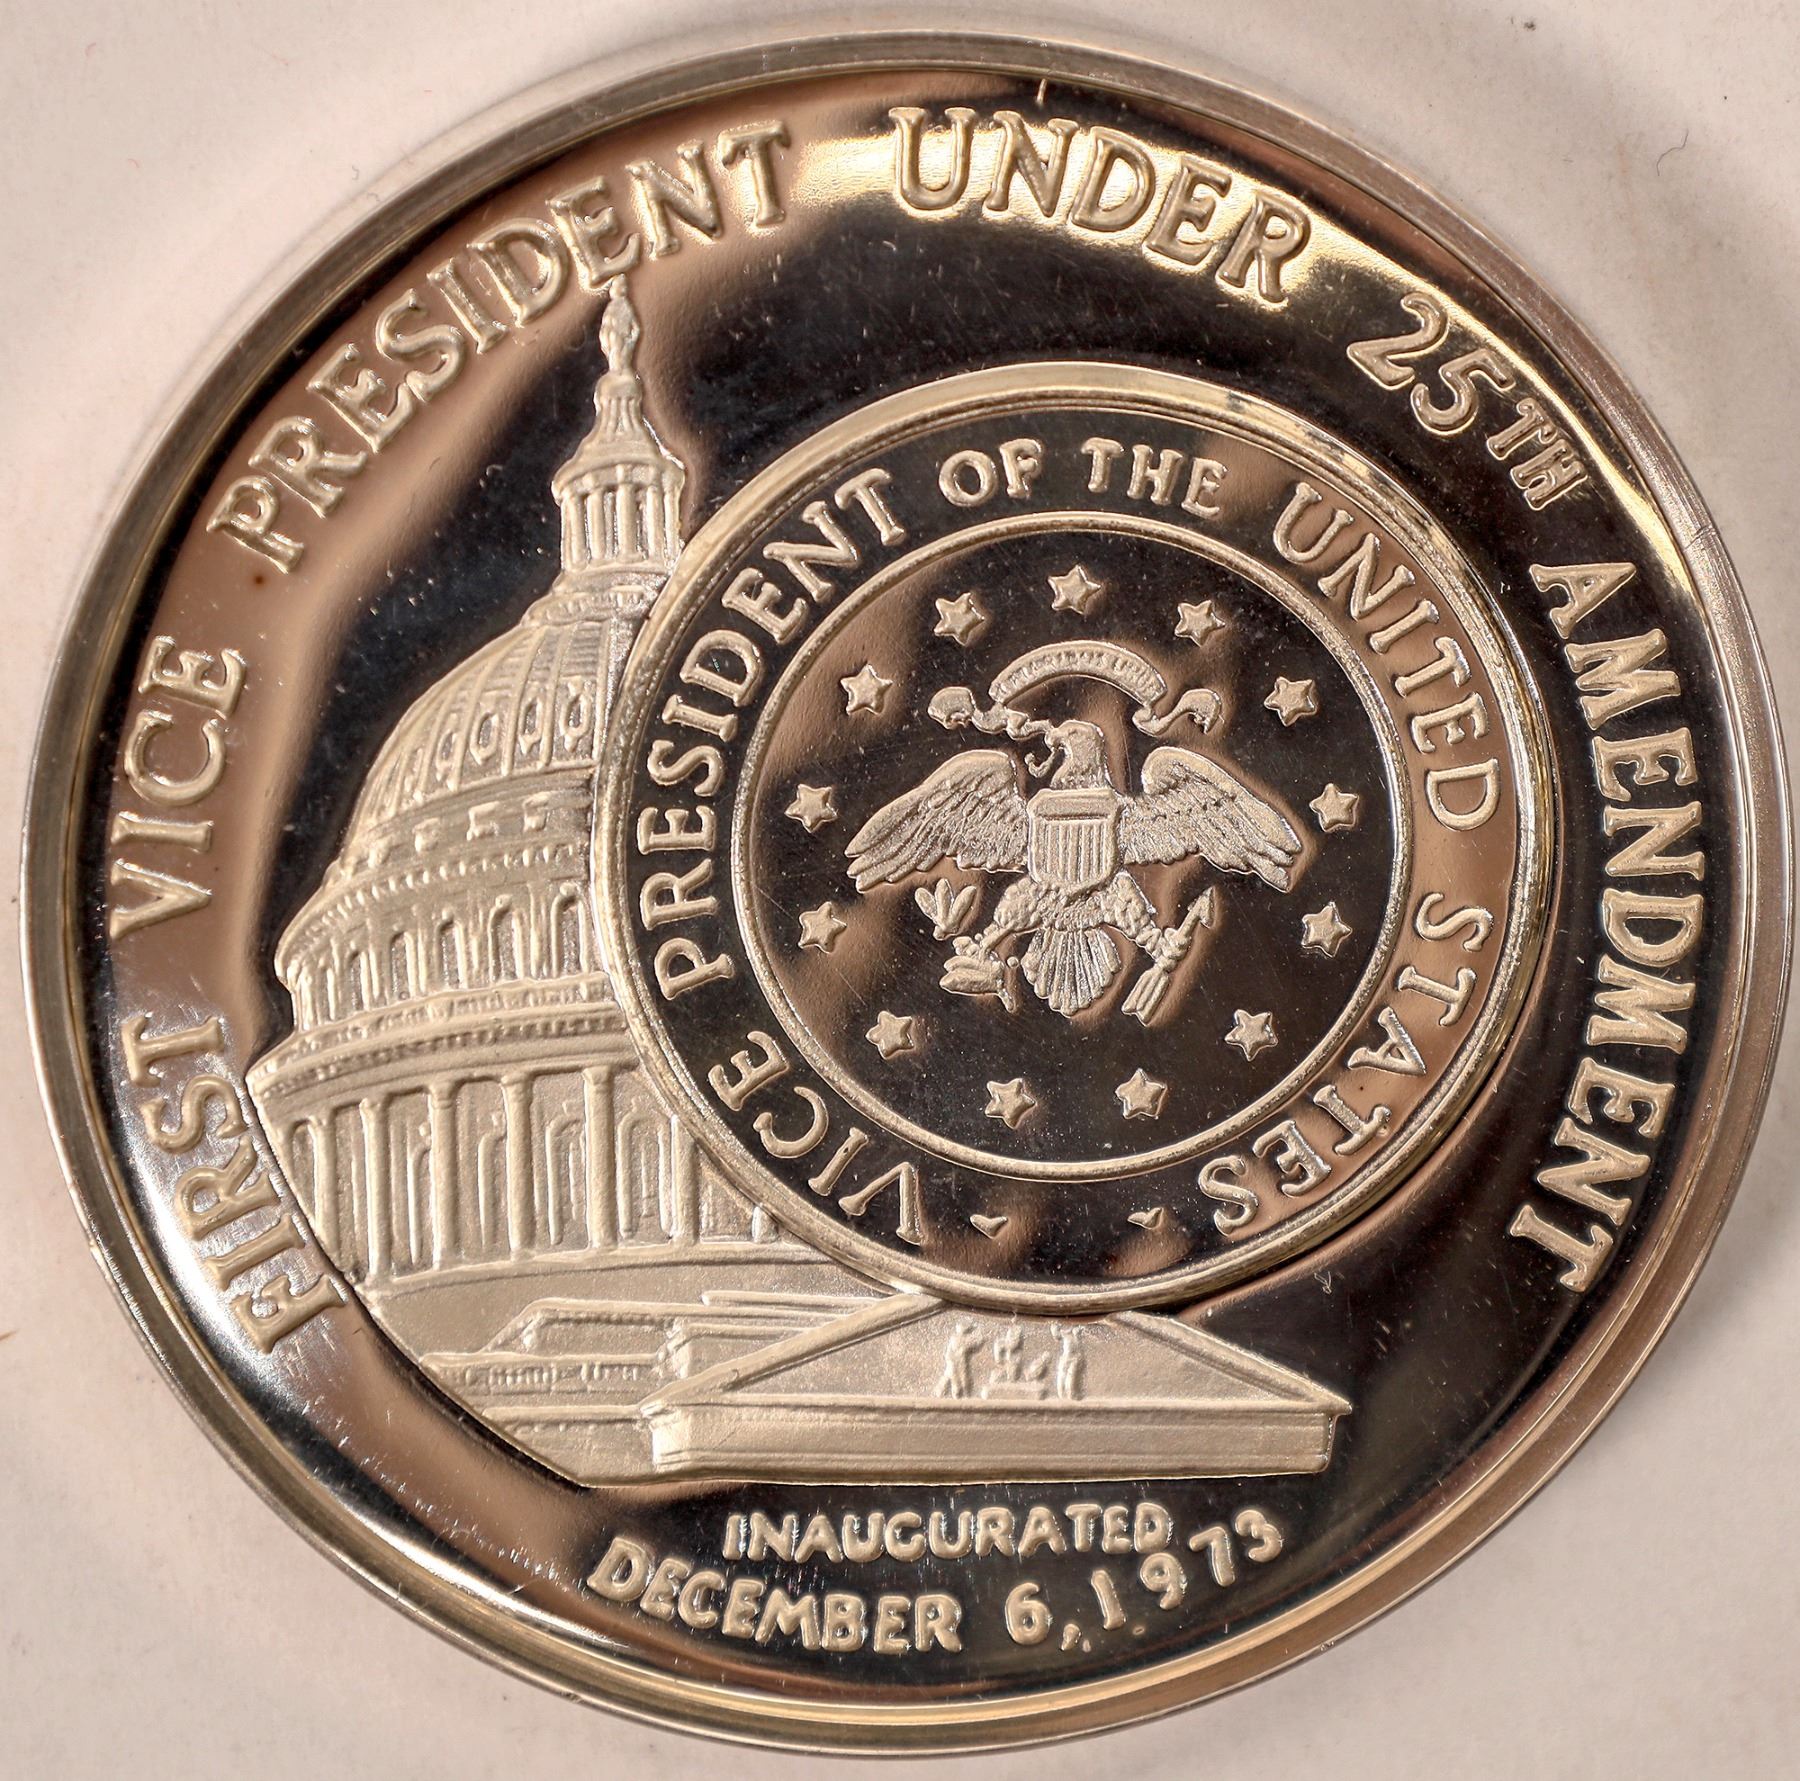 FIRST VICE PRESIDENT UNDER 25TH AMENDMENT
VICE PRESIDENT OF THE UNITED STATES
INAUGURATED
DECEMBER 6, 1973